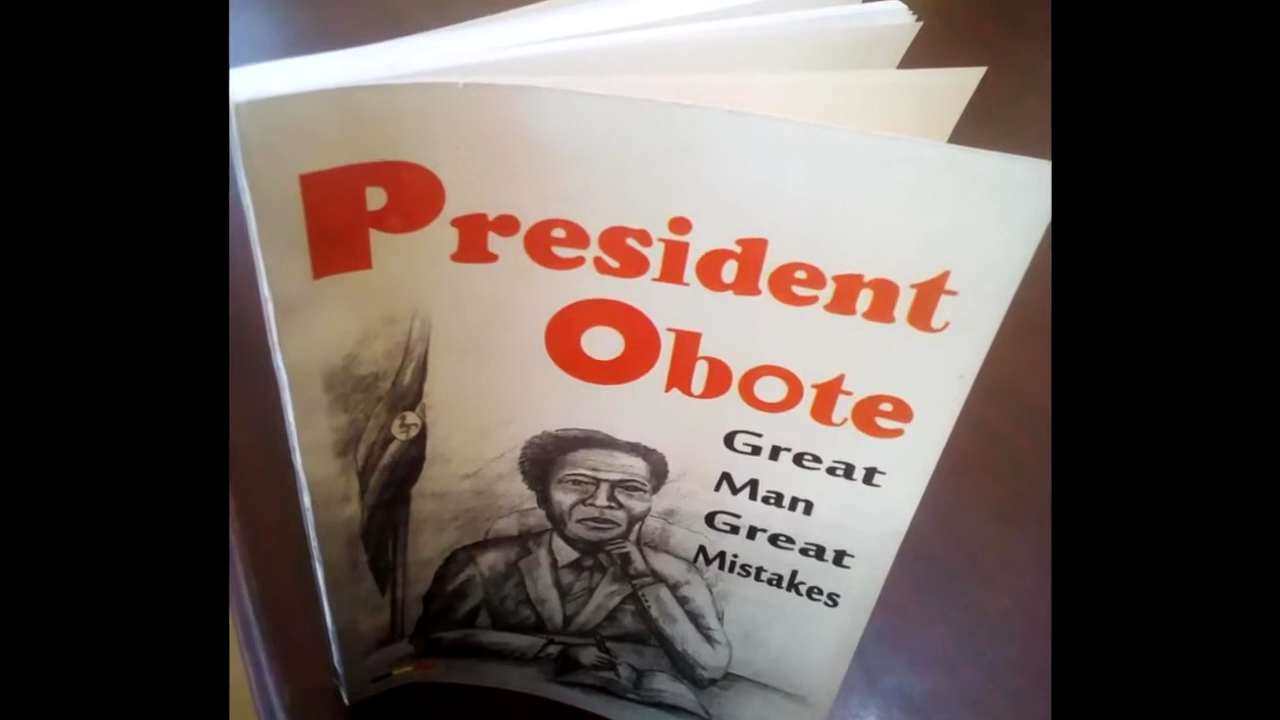 President
Obote
Great
Man
Great
Mistakes